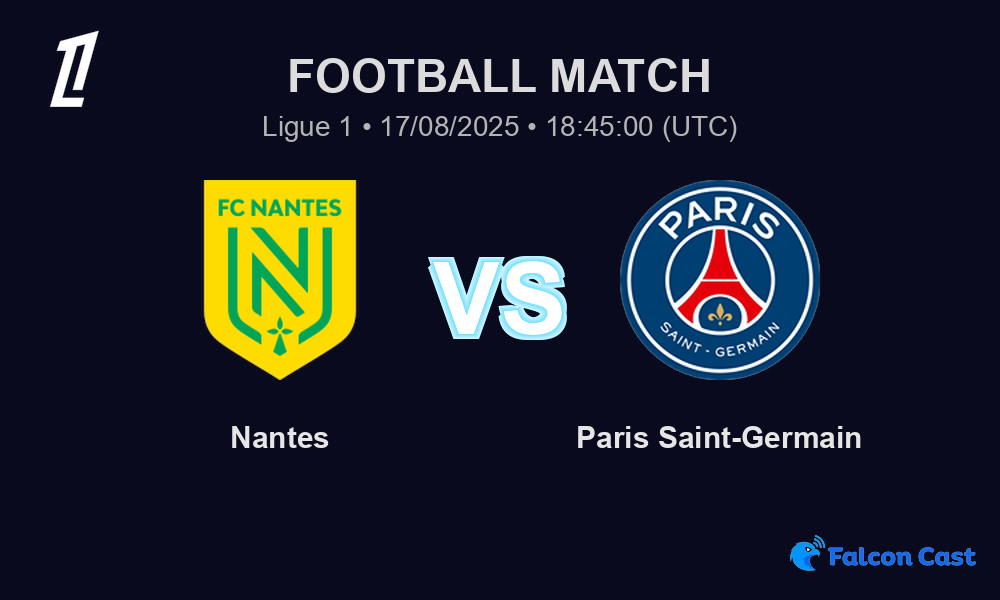 FOOTBALL MATCH
Ligue 1 • 17/08/2025 • 18:45:00 (UTC)
FC NANTES
N
VS
PARIS
SAINT - GERMAIN
Nantes
Paris Saint-Germain
Falcon Cast